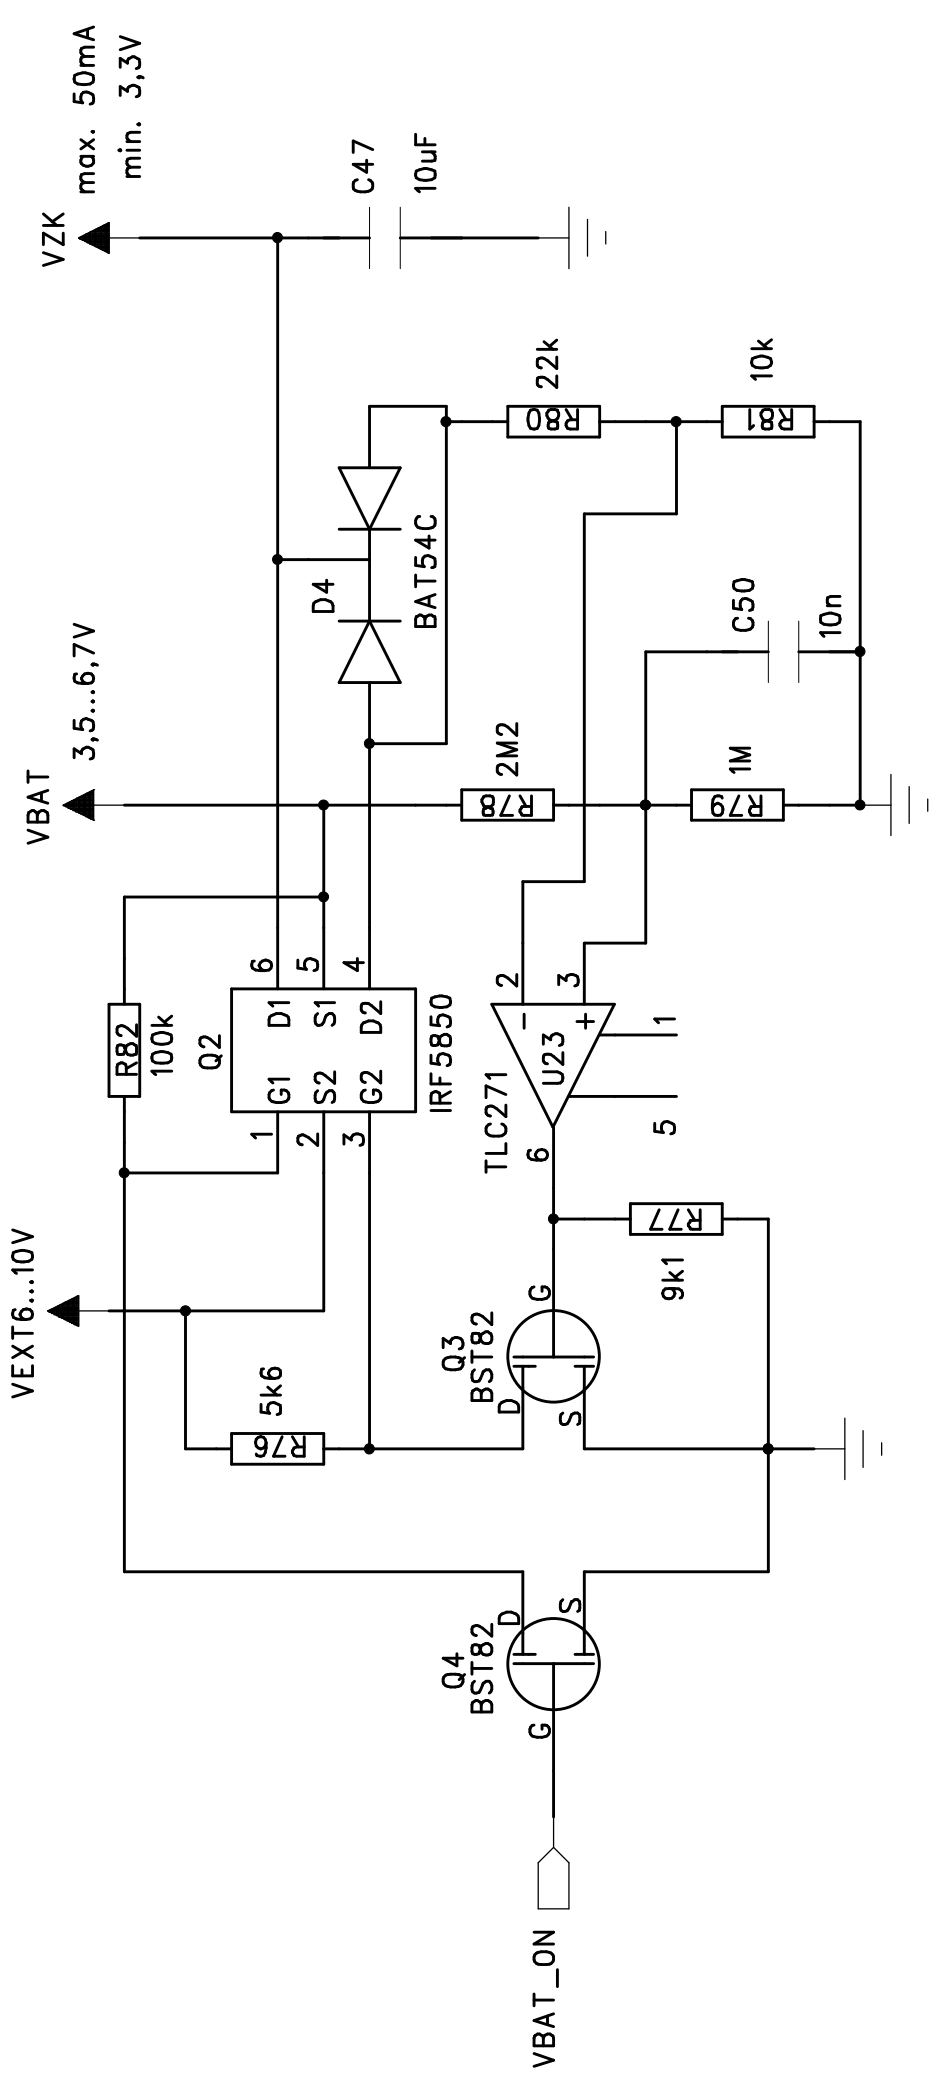 VBAT_ON
Q4
BST82
G
D
S
VEXT6...10V
R76
5k6
Q3
BST82
D
S
G
R77
9k1
R82
100k
Q2
IRF5850
1
2
3
G1
S2
G2
D1
S1
D2
6
5
4
TLC271
U23
6
-
+
2
3
1
5
VBAT
3,5...6,7V
R78
2M2
R79
1M
C50
10n
D4
BAT54C
R80
22k
R81
10k
VZK
max. 50mA
min. 3,3V
C47
10uF